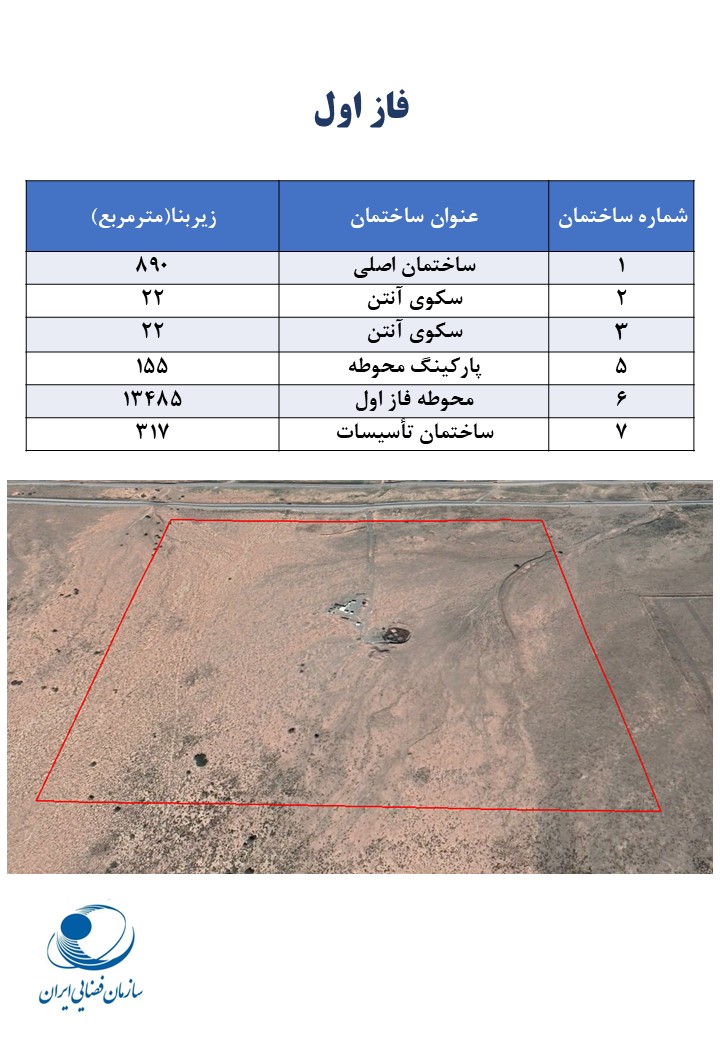 فاز اول
شماره ساختمان	عنوان ساختمان	زیربنا(مترمربع)
۱	ساختمان اصلی	۸۹۰
۲	سکوی آنتن	۲۲
۳	سکوی آنتن	۲۲
۵	پارکینگ محوطه	۱۵۵
۶	محوطه فاز اول	۱۳۴۸۵
۷	ساختمان تأسیسات	۳۱۷
سازمان فضایی ایران